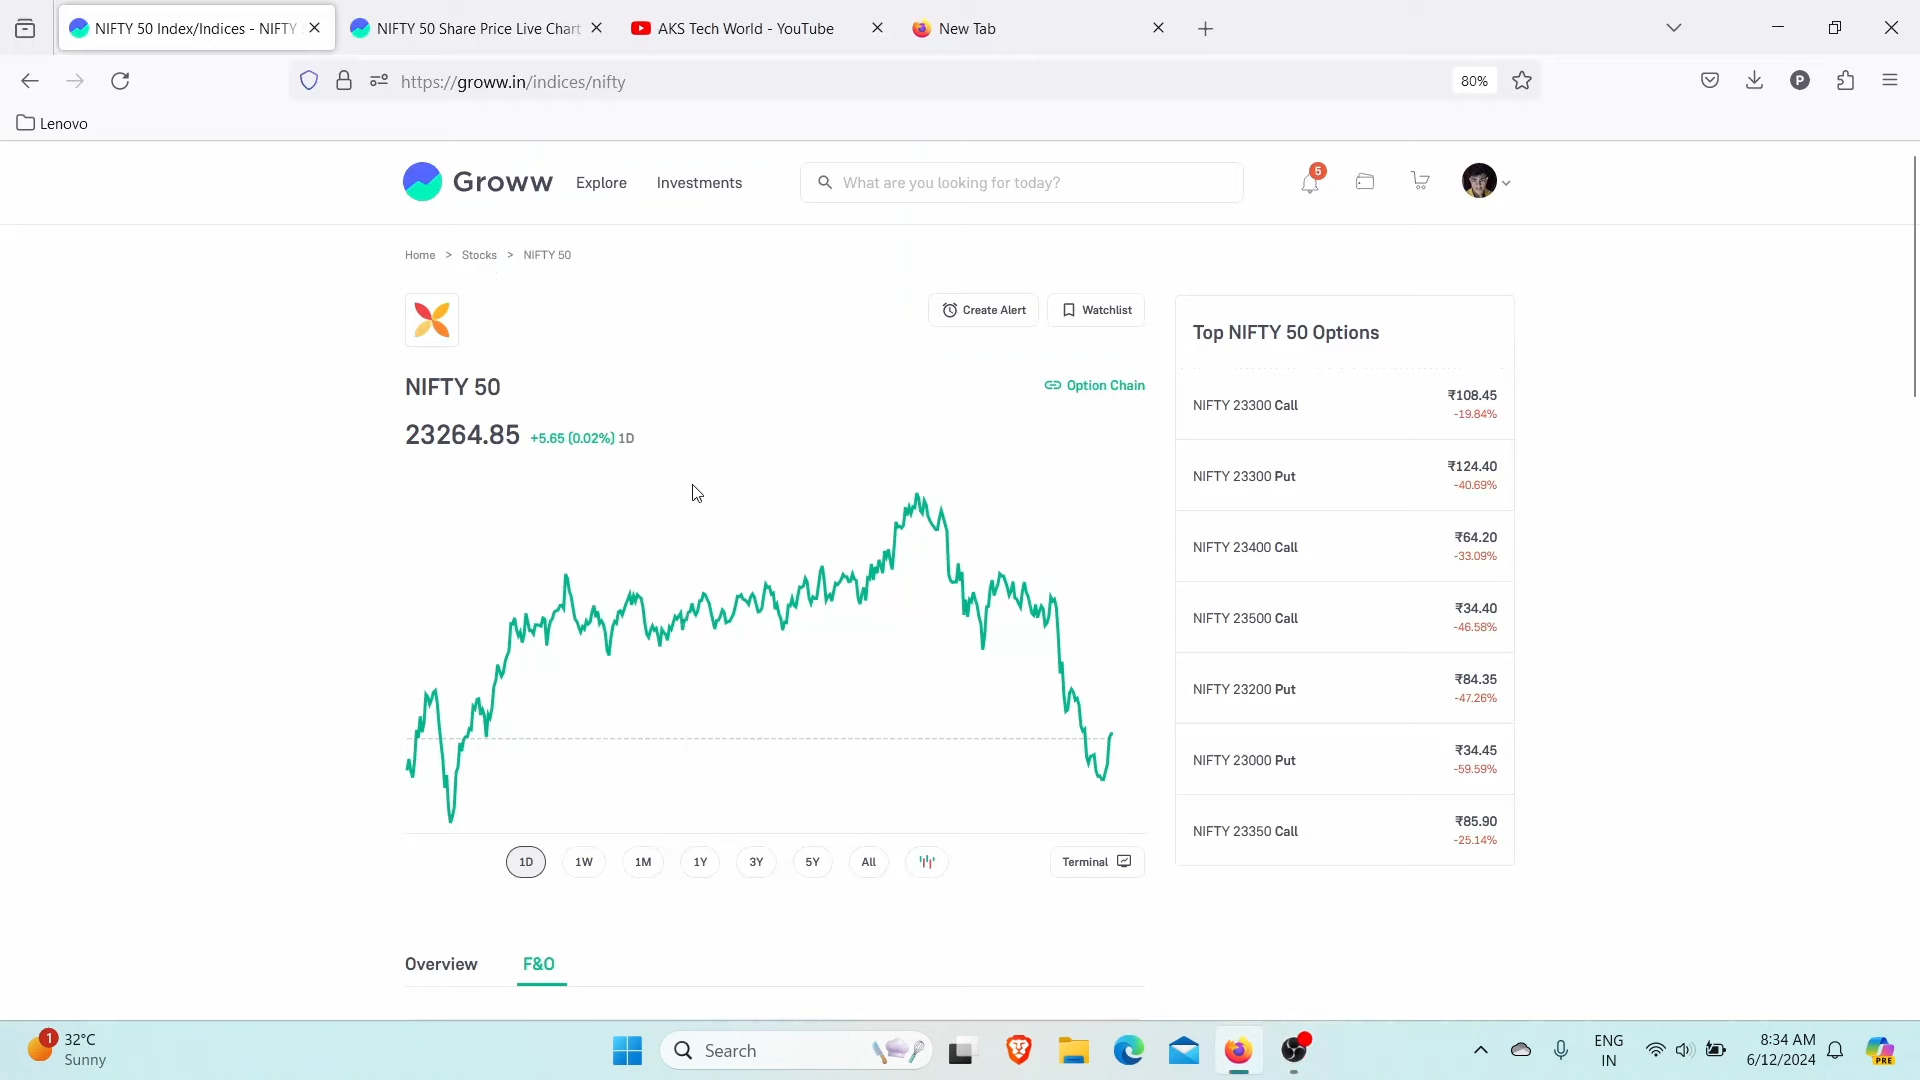 NIFTY 50 Index/Indices - NIFTY 5
NIFTY 50 Share Price Live Chart
AKS Tech World - YouTube
New Tab
https://groww.in/indices/nifty
80%
P
Lenovo
Groww
Explore
Investments
What are you looking for today?
5
Home > Stocks > NIFTY 50
Create Alert
Watchlist
NIFTY 50
Option Chain
23264.85 +5.65 (0.02%) 1D
1D
1W
1M
1Y
3Y
5Y
All
Terminal
Overview
F&O
Top NIFTY 50 Options
NIFTY 23300 Call
₹108.45
-19.84%
NIFTY 23300 Put
₹124.40
-40.69%
NIFTY 23400 Call
₹64.20
-33.09%
NIFTY 23500 Call
₹34.40
-46.58%
NIFTY 23200 Put
₹84.35
-47.26%
NIFTY 23000 Put
₹34.45
-59.59%
NIFTY 23350 Call
₹85.90
-25.14%
1
32°C
Sunny
Search
ENG
IN
8:34 AM
6/12/2024
PRE